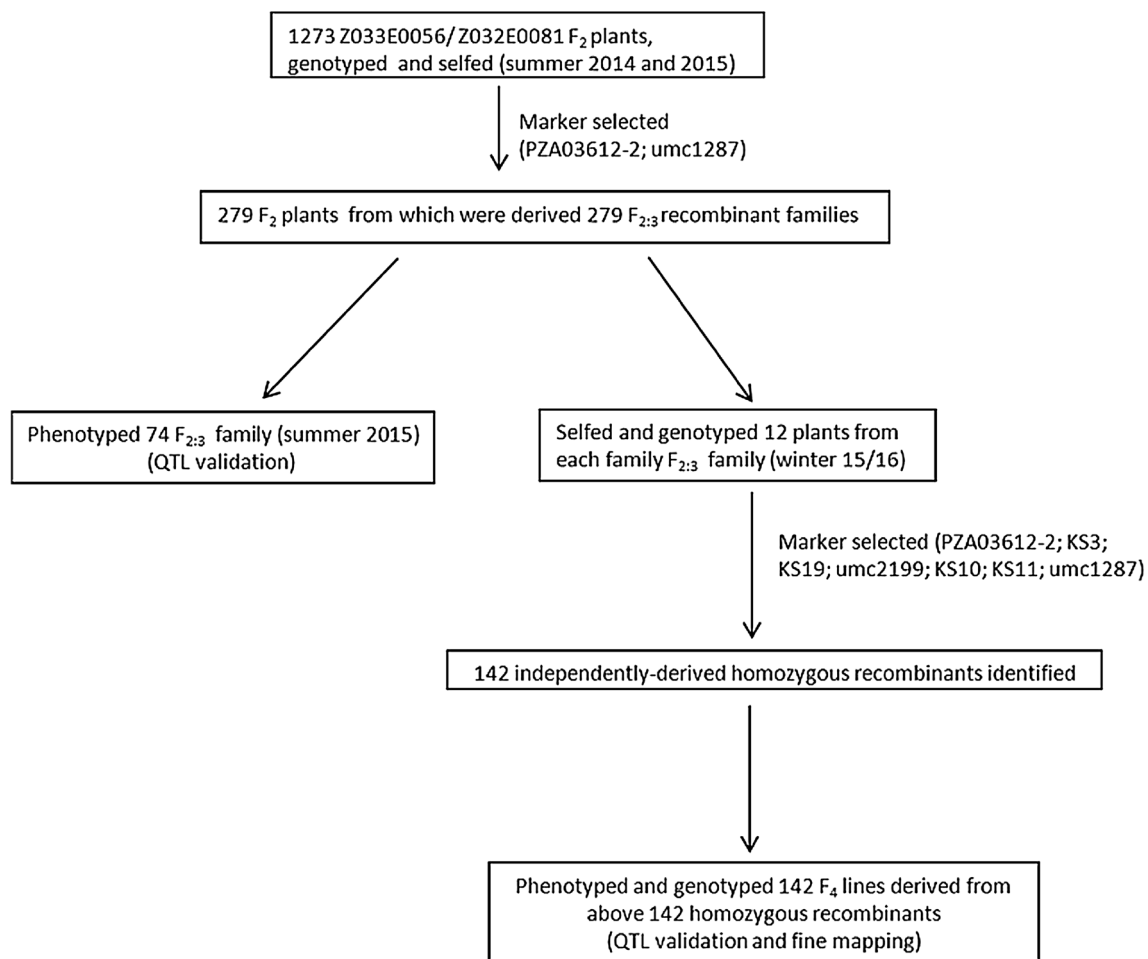 1273 Z033E0056/Z032E0081 F₂ plants,
genotyped and selfed (summer 2014 and 2015)
Marker selected
(PZA03612-2; umc1287)
279 F₂ plants from which were derived 279 F₂:₃ recombinant families
Phenotyped 74 F₂:₃ family (summer 2015)
(QTL validation)
Selfed and genotyped 12 plants from
each family F₂:₃ family (winter 15/16)
Marker selected (PZA03612-2; KS3;
KS19; umc2199; KS10; KS11; umc1287)
142 independently-derived homozygous recombinants identified
Phenotyped and genotyped 142 F₄ lines derived from
above 142 homozygous recombinants
(QTL validation and fine mapping)